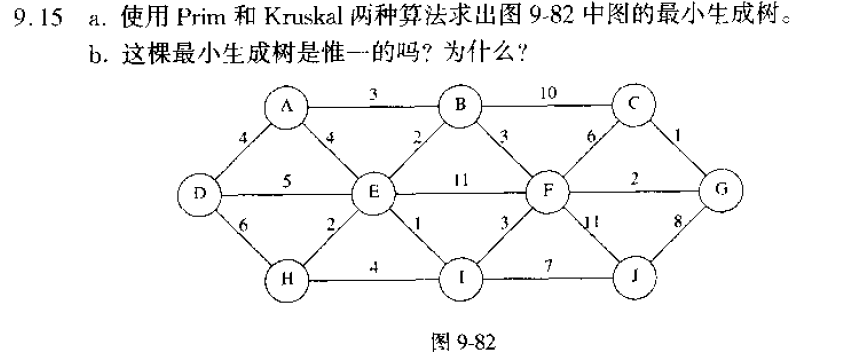 9.15 a. 使用 Prim 和 Kruskal 两种算法求出图 9-82 中图的最小生成树。
b. 这棵最小生成树是惟一的吗? 为什么?
A 3 B 10 C
4 4 2 3 6 1
D 5 E 11 F 2 G
6 2 1 3 11 8
H 4 I 7 J
图 9-82